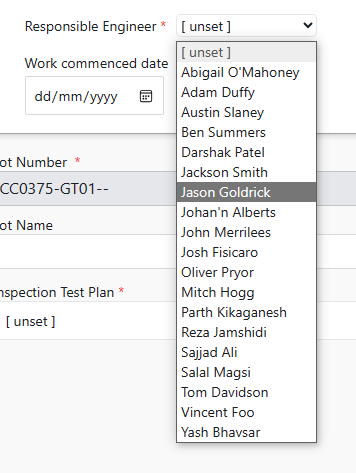 Responsible Engineer *
[ unset ]
[ unset ]
Abigail O'Mahoney
Adam Duffy
Austin Slaney
Ben Summers
Darshak Patel
Jackson Smith
Jason Goldrick
Johan'n Alberts
John Merrilees
Josh Fisicaro
Oliver Pryor
Mitch Hogg
Parth Kikaganesh
Reza Jamshidi
Sajjad Ali
Salal Magsi
Tom Davidson
Vincent Foo
Yash Bhavsar
Work commenced date
dd/mm/yyyy
ot Number *
CC0375-GT01--
ot Name
nspection Test Plan *
[ unset ]